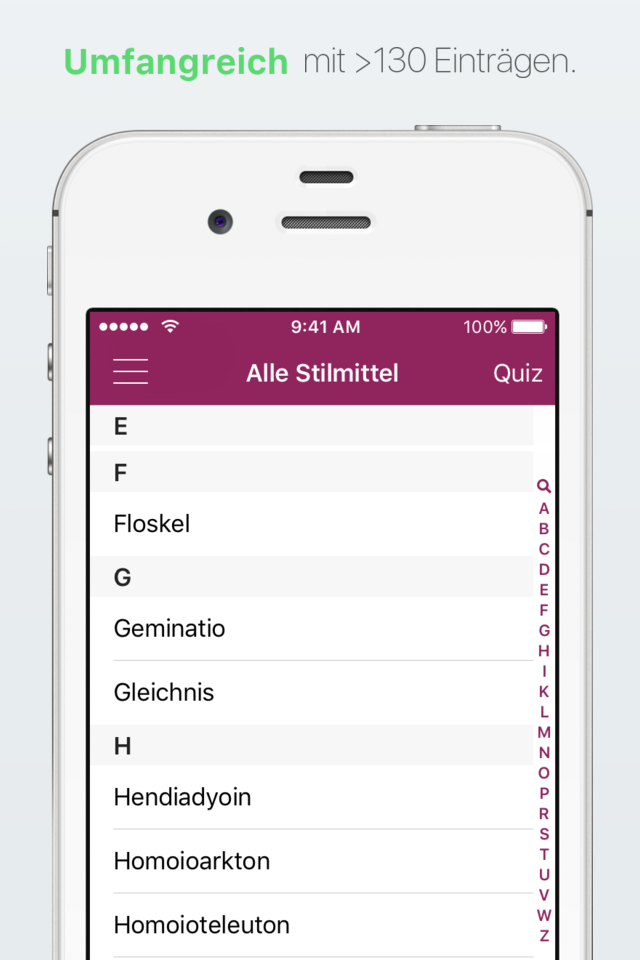 Umfangreich mit >130 Einträgen.
9:41 AM 100%
Alle Stilmittel Quiz
E
F
Floskel
G
Geminatio
Gleichnis
H
Hendiadyoin
Homoioarkton
Homoioteleuton
A
B
C
D
E
F
G
H
I
K
L
M
N
O
P
R
S
T
U
V
W
Z